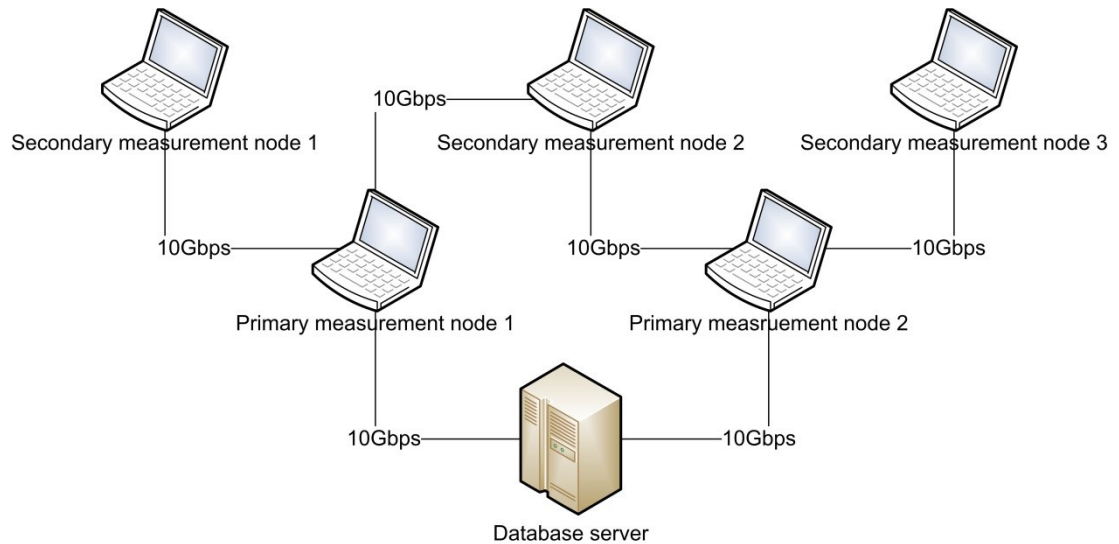 10Gbps
Secondary measurement node 1
Secondary measurement node 2
Secondary measurement node 3
10Gbps
10Gbps
10Gbps
Primary measurement node 1
Primary measruement node 2
10Gbps
10Gbps
Database server